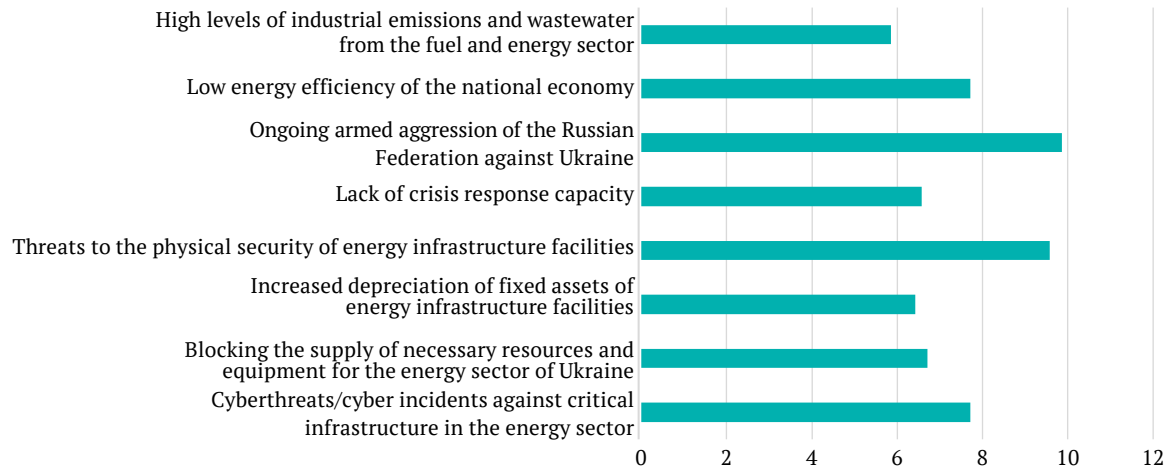 High levels of industrial emissions and wastewater
from the fuel and energy sector
Low energy efficiency of the national economy
Ongoing armed aggression of the Russian
Federation against Ukraine
Lack of crisis response capacity
Threats to the physical security of energy infrastructure facilities
Increased depreciation of fixed assets of
energy infrastructure facilities
Blocking the supply of necessary resources and
equipment for the energy sector of Ukraine
Cyberthreats/cyber incidents against critical
infrastructure in the energy sector
0 2 4 6 8 10 12